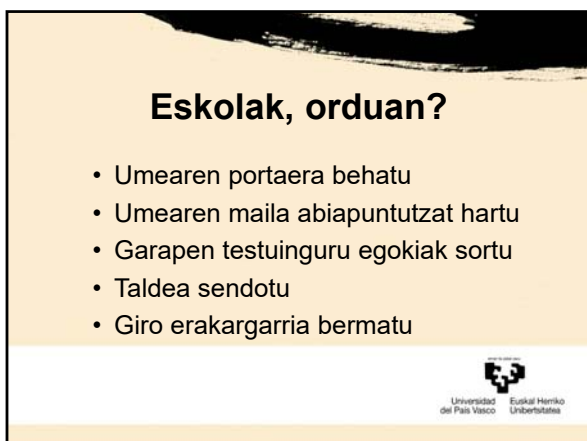 Eskolak, orduan?
• Umearen portaera behatu
• Umearen maila abiapuntutzat hartu
• Garapen testuinguru egokiak sortu
• Taldea sendotu
• Giro erakargarria bermatu
Universidad Euskal Herriko
del País Vasco Unibertsitatea